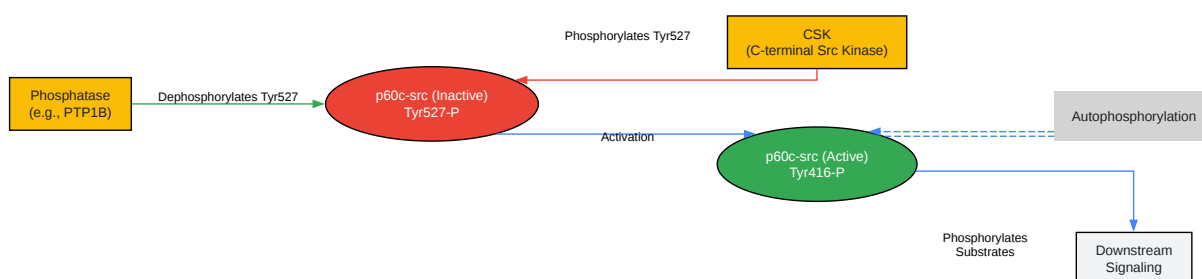 Phosphorylates Tyr527
CSK
(C-terminal Src Kinase)
Phosphatase
(e.g., PTP1B)
Dephosphorylates Tyr527
p60c-src (Inactive)
Tyr527-P
Activation
Autophosphorylation
p60c-src (Active)
Tyr416-P
Phosphorylates
Substrates
Downstream
Signaling